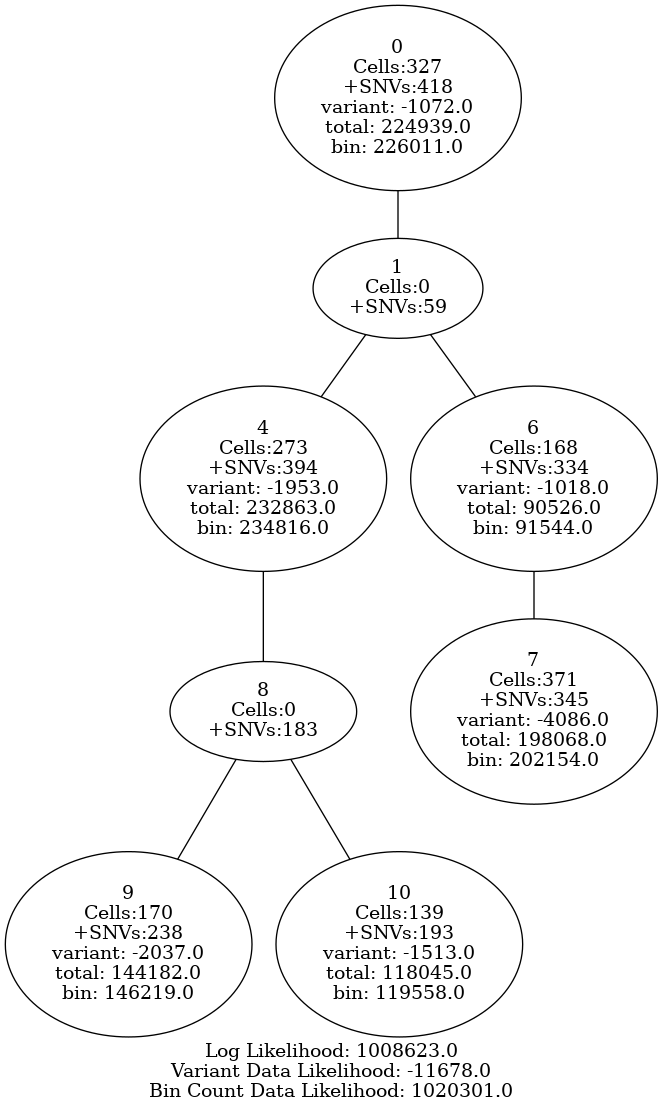 0
Cells:327
+SNVs:418
variant: -1072.0
total: 224939.0
bin: 226011.0
1
Cells:0
+SNVs:59
4
Cells:273
+SNVs:394
variant: -1953.0
total: 232863.0
bin: 234816.0
6
Cells:168
+SNVs:334
variant: -1018.0
total: 90526.0
bin: 91544.0
8
Cells:0
+SNVs:183
7
Cells:371
+SNVs:345
variant: -4086.0
total: 198068.0
bin: 202154.0
9
Cells:170
+SNVs:238
variant: -2037.0
total: 144182.0
bin: 146219.0
10
Cells:139
+SNVs:193
variant: -1513.0
total: 118045.0
bin: 119558.0
Log Likelihood: 1008623.0
Variant Data Likelihood: -11678.0
Bin Count Data Likelihood: 1020301.0